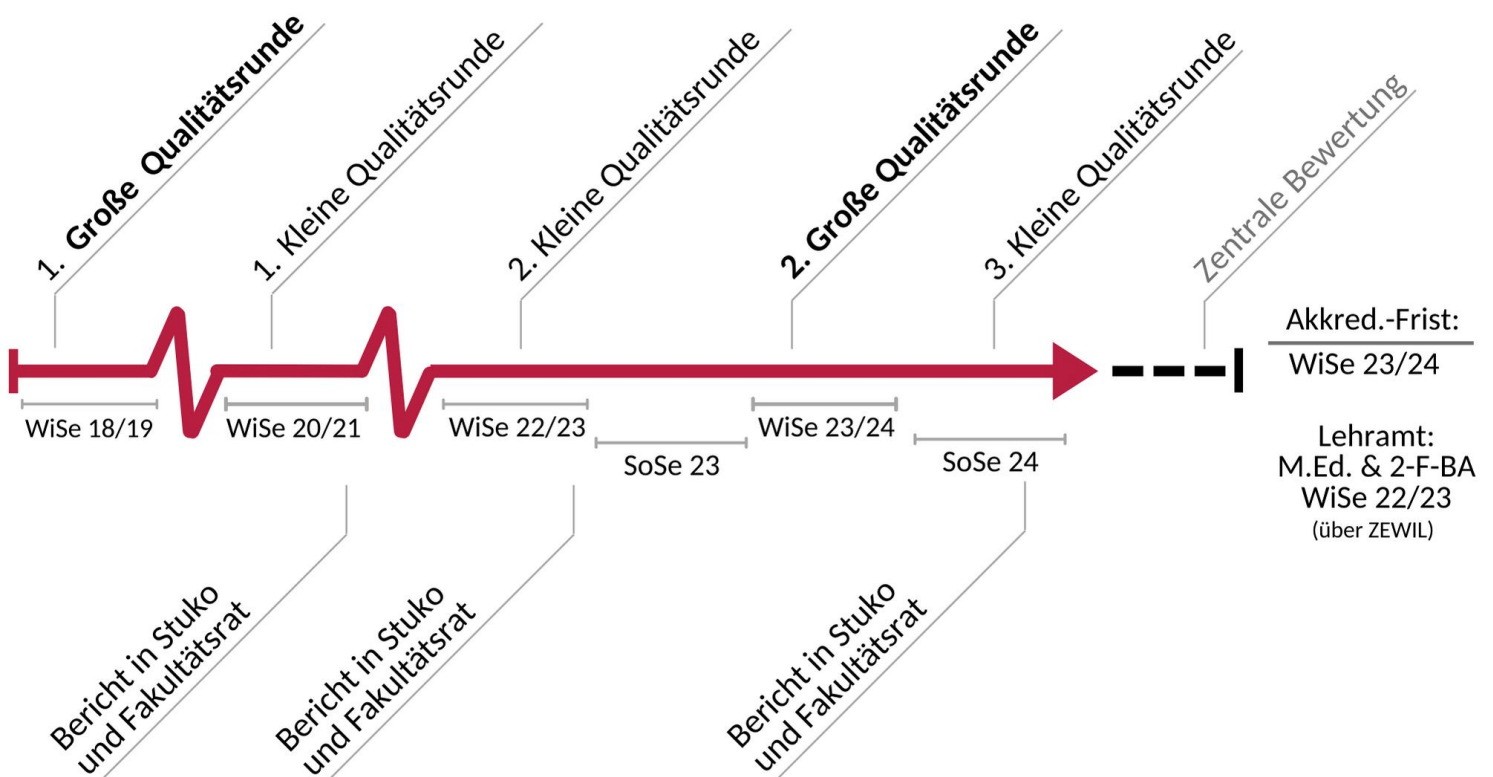 1. Große Qualitätsrunde
1. Kleine Qualitätsrunde
2. Kleine Qualitätsrunde
2. Große Qualitätsrunde
3. Kleine Qualitätsrunde
Zentrale Bewertung
Akkred.-Frist:
WiSe 23/24
WiSe 18/19
WiSe 20/21
WiSe 22/23
SoSe 23
WiSe 23/24
SoSe 24
Lehramt:
M.Ed. & 2-F-BA
WiSe 22/23
(über ZEWIL)
Bericht in Stuko
und Fakultätsrat
Bericht in Stuko
und Fakultätsrat
Bericht in Stuko
und Fakultätsrat